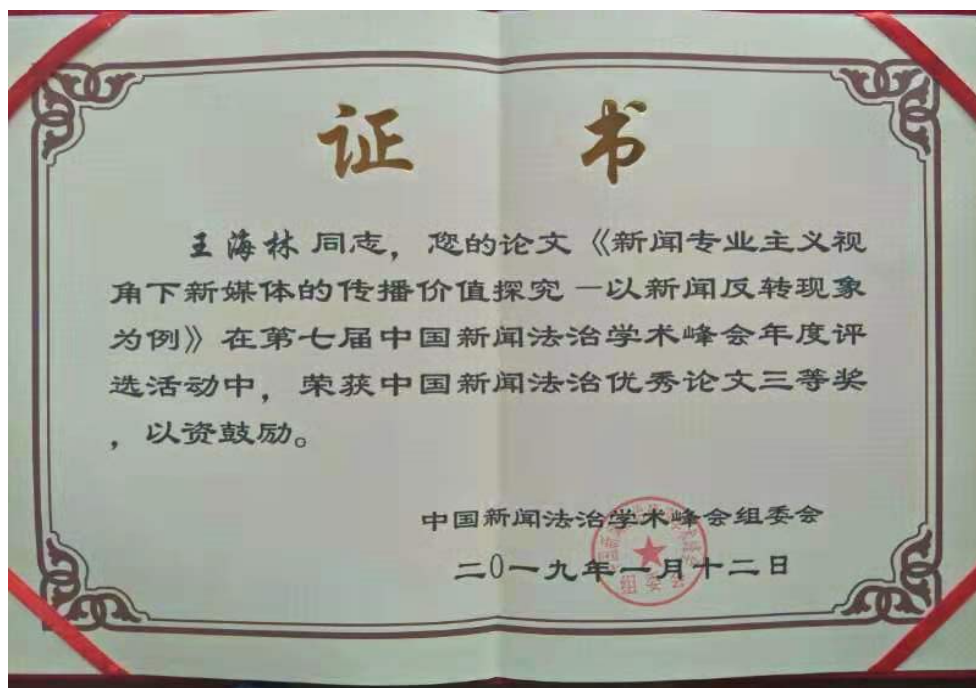 证 书
王海林 同志，您的论文《新闻专业主义视
角下新媒体的传播价值探究 —以新闻反转现象
为例》在第七届中国新闻法治学术峰会年度评
选活动中，荣获中国新闻法治优秀论文三等奖
，以资鼓励。
中国新闻法治学术峰会组委会
二0一九年一月十二日
组委会